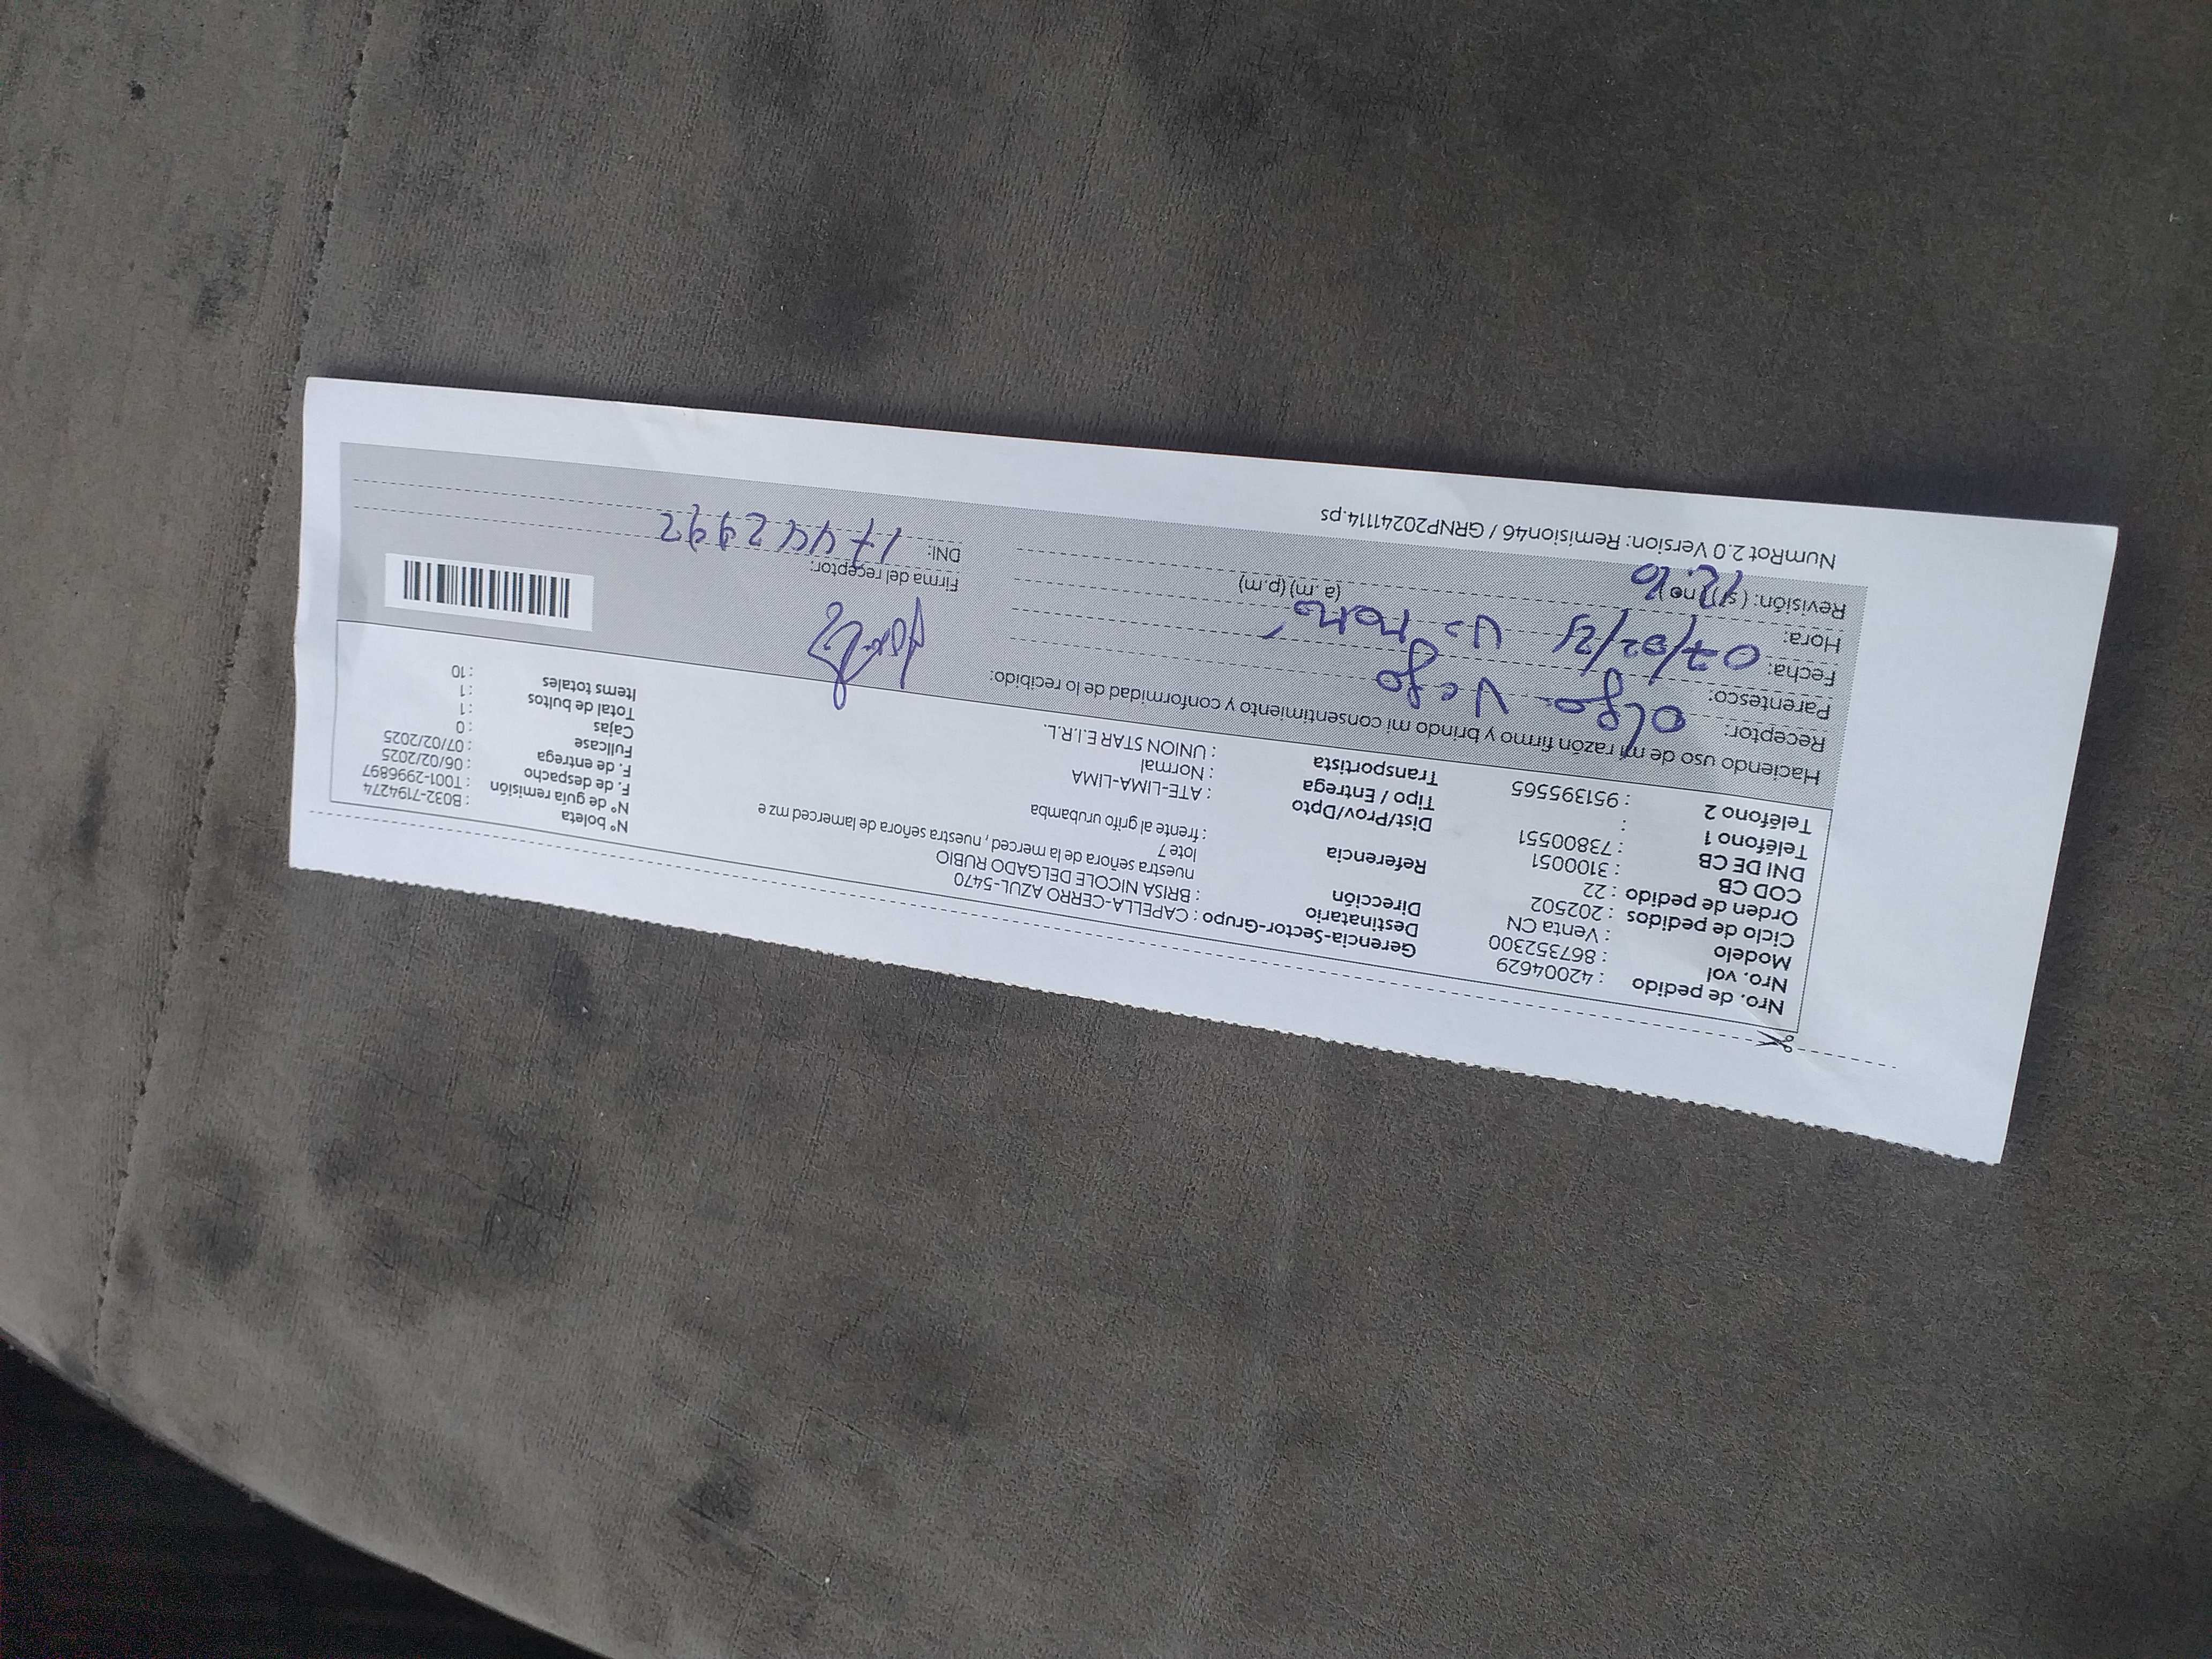 Nro. de pedido : 42004629
Nro. vol : 867352300
Modelo : Venta CN
Ciclo de pedidos : 202502
Orden de pedido : 22
COD CB : 3100051
DNI DE CB : 73800551
Teléfono 1 :
Teléfono 2 : 951395565
Gerencia-Sector-Grupo : CAPELLA-CERRO AZUL-5470
Destinatario : BRISA NICOLE DELGADO RUBIO
Dirección nuestra señora de la merced, nuestra señora de lamerced mz e
lote 7
Referencia : frente al grifo urubamba
Dist/Prov/Dpto : ATE-LIMA-LIMA
Tipo / Entrega : Normal
Transportista : UNION STAR E.I.R.L.
Nº boleta : B032-7194274
Nº de guía remisión : T001-2996897
F. de despacho : 06/02/2025
F. de entrega : 07/02/2025
Fullcase : 0
Cajas : 1
Total de bultos : 1
Items totales : 10
Haciendo uso de mi razón firmo y brindo mi consentimiento y conformidad de lo recibido:
Receptor: Olga Vega
Parentesco:
Fecha: 07/02/25
Hora: (a.m) (p.m)
Revisión: (si) (no)
Firma del receptor:
DNI: 17442992
NumRot 2.0 Version: Remision46 / GRNP20241114.ps